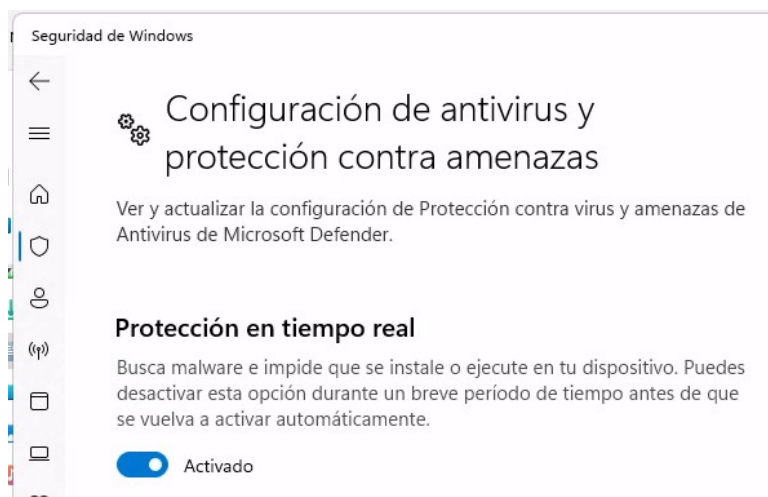 Seguridad de Windows
Configuración de antivirus y
protección contra amenazas
Ver y actualizar la configuración de Protección contra virus y amenazas de
Antivirus de Microsoft Defender.
Protección en tiempo real
Busca malware e impide que se instale o ejecute en tu dispositivo. Puedes
desactivar esta opción durante un breve período de tiempo antes de que
se vuelva a activar automáticamente.
Activado